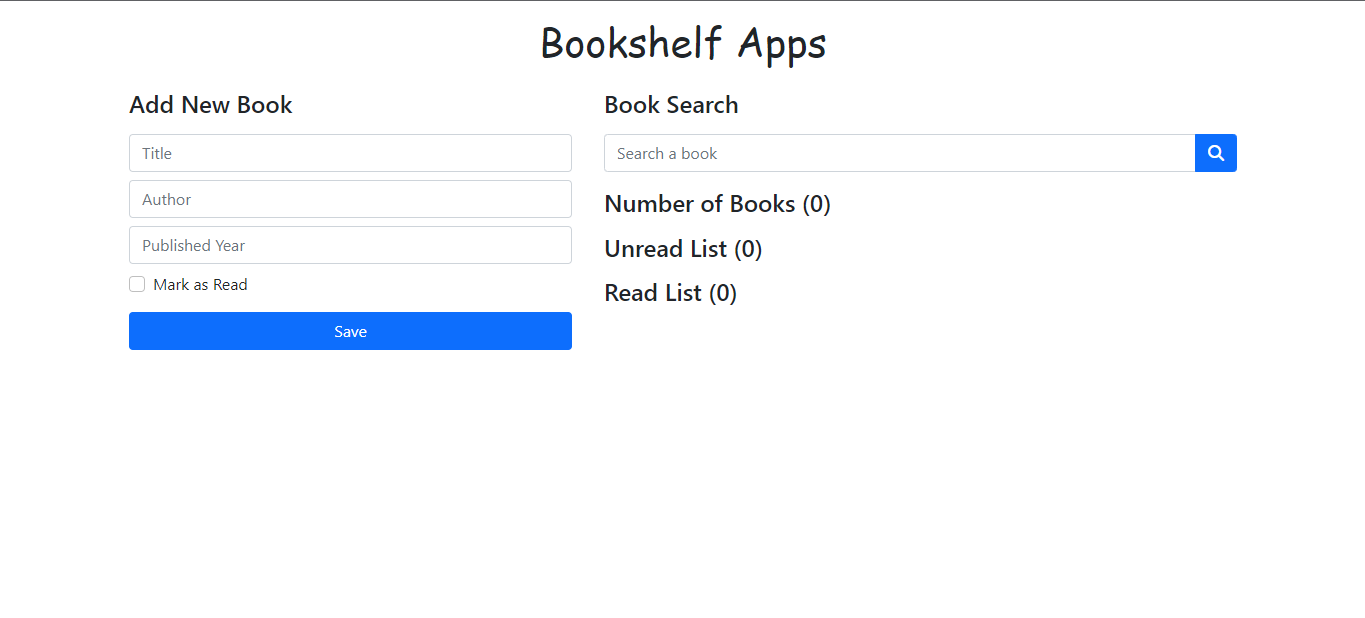 Bookshelf Apps
Add New Book
Title
Author
Published Year
Mark as Read
Save
Book Search
Search a book
Number of Books (0)
Unread List (0)
Read List (0)